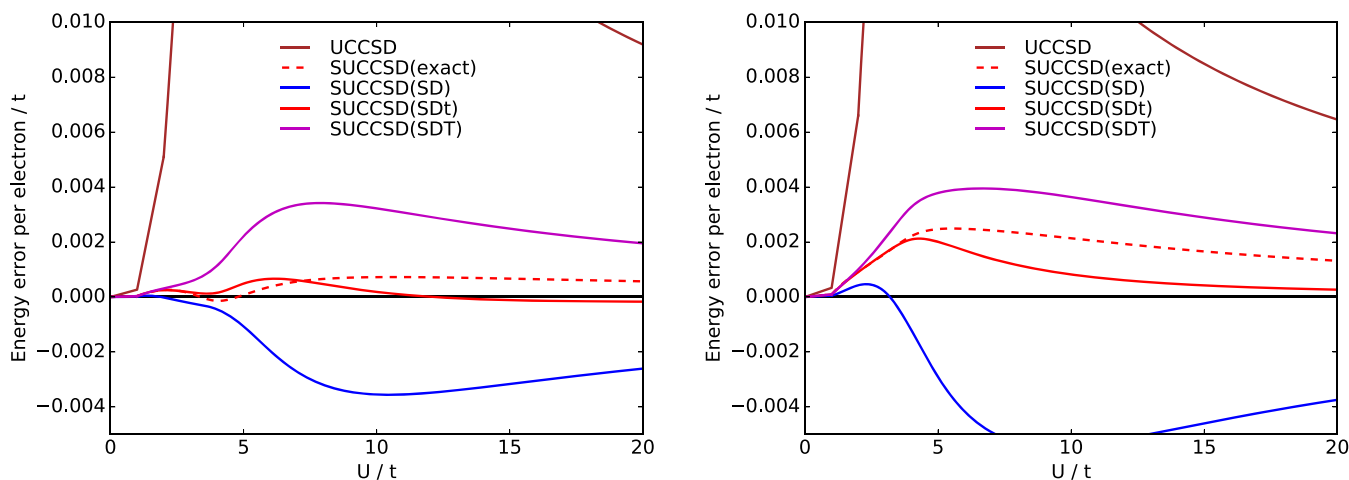 0.010
0.008
0.006
0.004
0.002
0.000
−0.002
−0.004
Energy error per electron / t
UCCSD
SUCCSD(exact)
SUCCSD(SD)
SUCCSD(SDt)
SUCCSD(SDT)
0 5 10 15 20
U / t
0.010
0.008
0.006
0.004
0.002
0.000
−0.002
−0.004
Energy error per electron / t
UCCSD
SUCCSD(exact)
SUCCSD(SD)
SUCCSD(SDt)
SUCCSD(SDT)
0 5 10 15 20
U / t